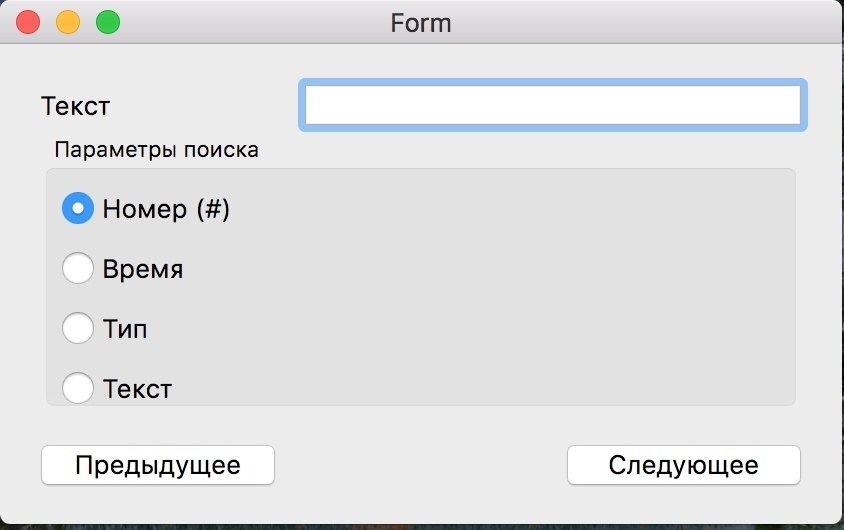 Form
Текст
Параметры поиска
Номер (#)
Время
Тип
Текст
Предыдущее Следующее